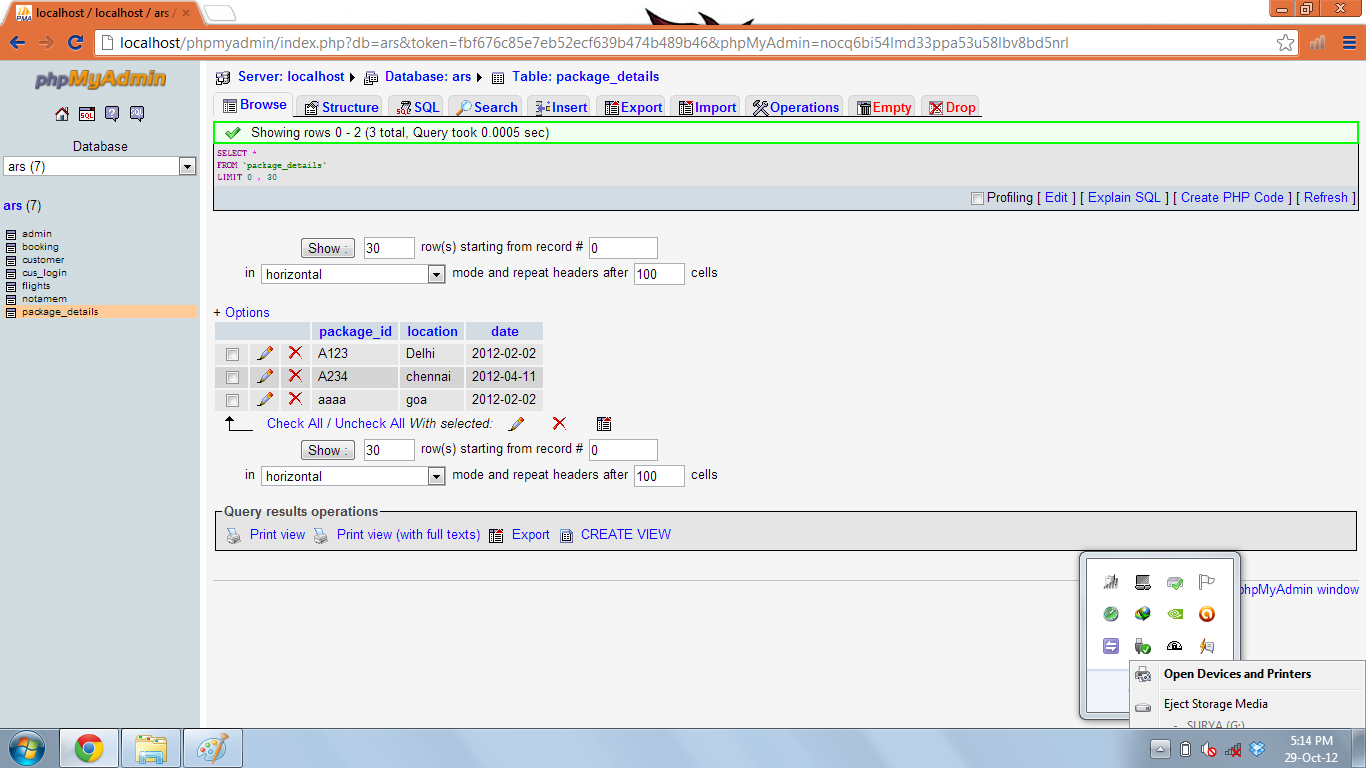 localhost / localhost / ars /
localhost/phpmyadmin/index.php?db=ars&token=fbf676c85e7eb52ecf639b474b489b46&phpMyAdmin=nocq6bi54lmd33ppa53u58lbv8bd5nrl
phpMyAdmin
SQL
Database
ars (7)
ars (7)
admin
booking
customer
cus_login
flights
notamem
package_details
Server: localhost Database: ars Table: package_details
Browse Structure SQL Search Insert Export Import Operations Empty Drop
Showing rows 0 - 2 (3 total, Query took 0.0005 sec)
SELECT *
FROM `package_details`
LIMIT 0 , 30
Profiling [ Edit ] [ Explain SQL ] [ Create PHP Code ] [ Refresh ]
Show : 30 row(s) starting from record # 0
in horizontal mode and repeat headers after 100 cells
+ Options
package_id location date
A123 Delhi 2012-02-02
A234 chennai 2012-04-11
aaaa goa 2012-02-02
Check All / Uncheck All With selected:
Show : 30 row(s) starting from record # 0
in horizontal mode and repeat headers after 100 cells
Query results operations
Print view Print view (with full texts) Export CREATE VIEW
phpMyAdmin window
Open Devices and Printers
Eject Storage Media
- SURYA (G:)
5:14 PM
29-Oct-12